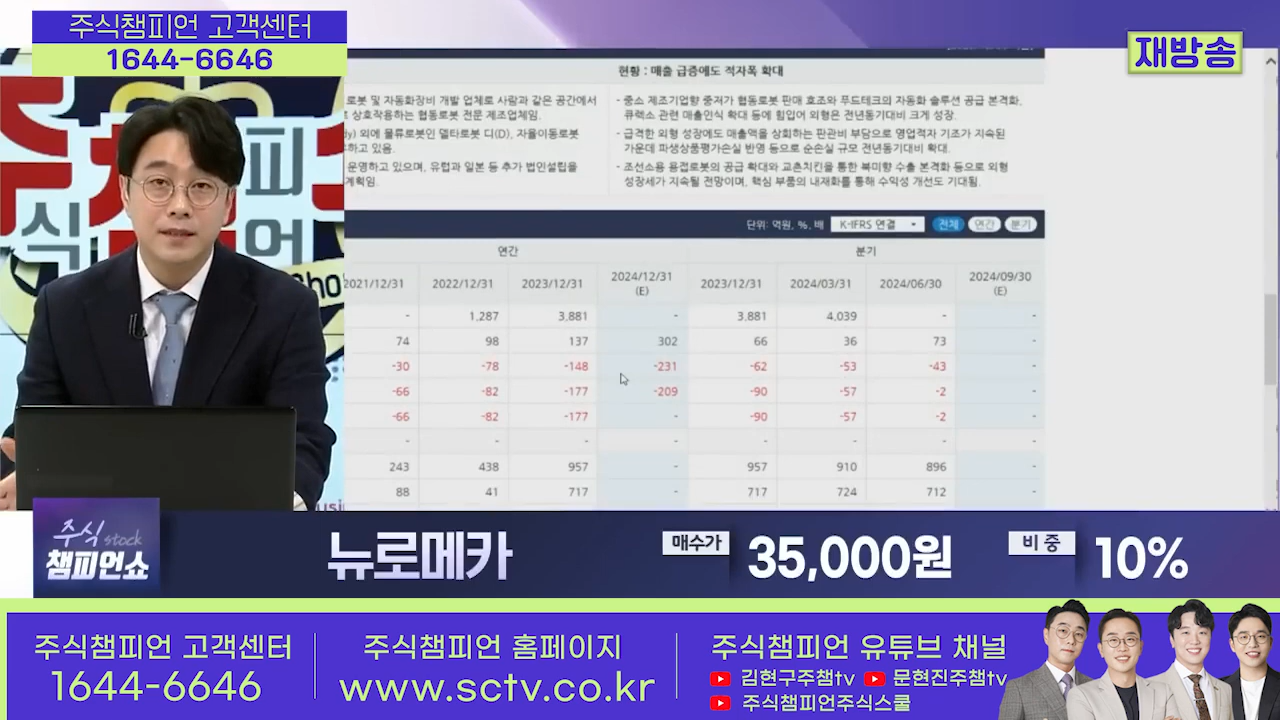 주식챔피언 고객센터
1644-6646
재방송
현황 : 매출 급증에도 적자폭 확대
로봇 및 자동화장비 개발 업체로 사람과 같은 공간에서
상호작용하는 협동로봇 전문 제조업체임.
외에 물류로봇인 델타로봇 디(D), 자율이동로봇
하고 있음.
운영하고 있으며, 유럽과 일본 등 추가 법인설립을
계획임.
- 중소 제조기업향 중저가 협동로봇 판매 호조와 푸드테크의 자동화 솔루션 공급 본격화,
큐렉소 관련 매출인식 확대 등에 힘입어 외형은 전년동기대비 크게 성장.
- 급격한 외형 성장에도 매출액을 상회하는 판관비 부담으로 영업적자 기조가 지속된
가운데 파생상품평가손실 반영 등으로 순손실 규모 전년동기대비 확대.
- 조선소용 용접로봇의 공급 확대와 교촌치킨을 통한 북미향 수출 본격화 등으로 외형
성장세가 지속될 전망이며, 핵심 부품의 내재화를 통해 수익성 개선도 기대됨.
단위: 억원, %, 배 K-IFRS 연결 전체 연간 분기
연간 분기
2021/12/31 2022/12/31 2023/12/31 2024/12/31 (E) 2023/12/31 2024/03/31 2024/06/30 2024/09/30 (E)
- 1,287 3,881 - 3,881 4,039 - -
74 98 137 302 66 36 73 -
-30 -78 -148 -231 -62 -53 -43 -
-66 -82 -177 -209 -90 -57 -2 -
-66 -82 -177 - -90 -57 -2 -
- - - - - - - -
243 438 957 - 957 910 896 -
88 41 717 - 717 724 712 -
피
식
언
주식 stock
챔피언쇼
뉴로메카
매수가
35,000원
비 중
10%
주식챔피언 고객센터
1644-6646
주식챔피언 홈페이지
www.sctv.co.kr
주식챔피언 유튜브 채널
김현구주챔tv 문현진주챔tv
주식챔피언주식스쿨